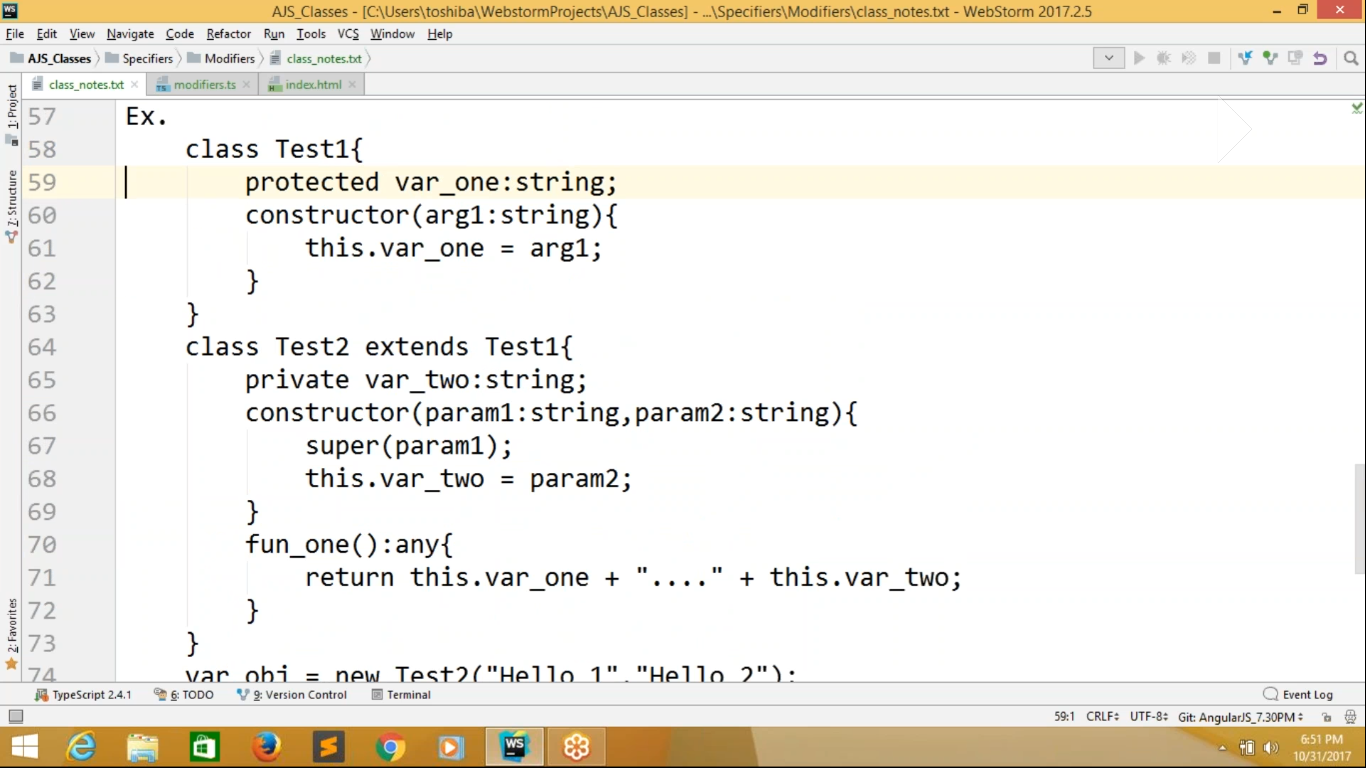 AJS_Classes - [C:\Users\toshiba\WebstormProjects\AJS_Classes] - ...\Specifiers\Modifiers\class_notes.txt - WebStorm 2017.2.5
File Edit View Navigate Code Refactor Run Tools VCS Window Help
AJS_Classes Specifiers Modifiers class_notes.txt
class_notes.txt modifiers.ts index.html
1: Project
7: Structure
2: Favorites
57 Ex.
58 class Test1{
59 protected var_one:string;
60 constructor(arg1:string){
61 this.var_one = arg1;
62 }
63 }
64 class Test2 extends Test1{
65 private var_two:string;
66 constructor(param1:string,param2:string){
67 super(param1);
68 this.var_two = param2;
69 }
70 fun_one():any{
71 return this.var_one + "...." + this.var_two;
72 }
73 }
74 var obj = new Test2("Hello_1","Hello_2");
TypeScript 2.4.1 6: TODO 9: Version Control Terminal Event Log
59:1 CRLF UTF-8 Git: AngularJS_7.30PM
WS
6:51 PM
10/31/2017